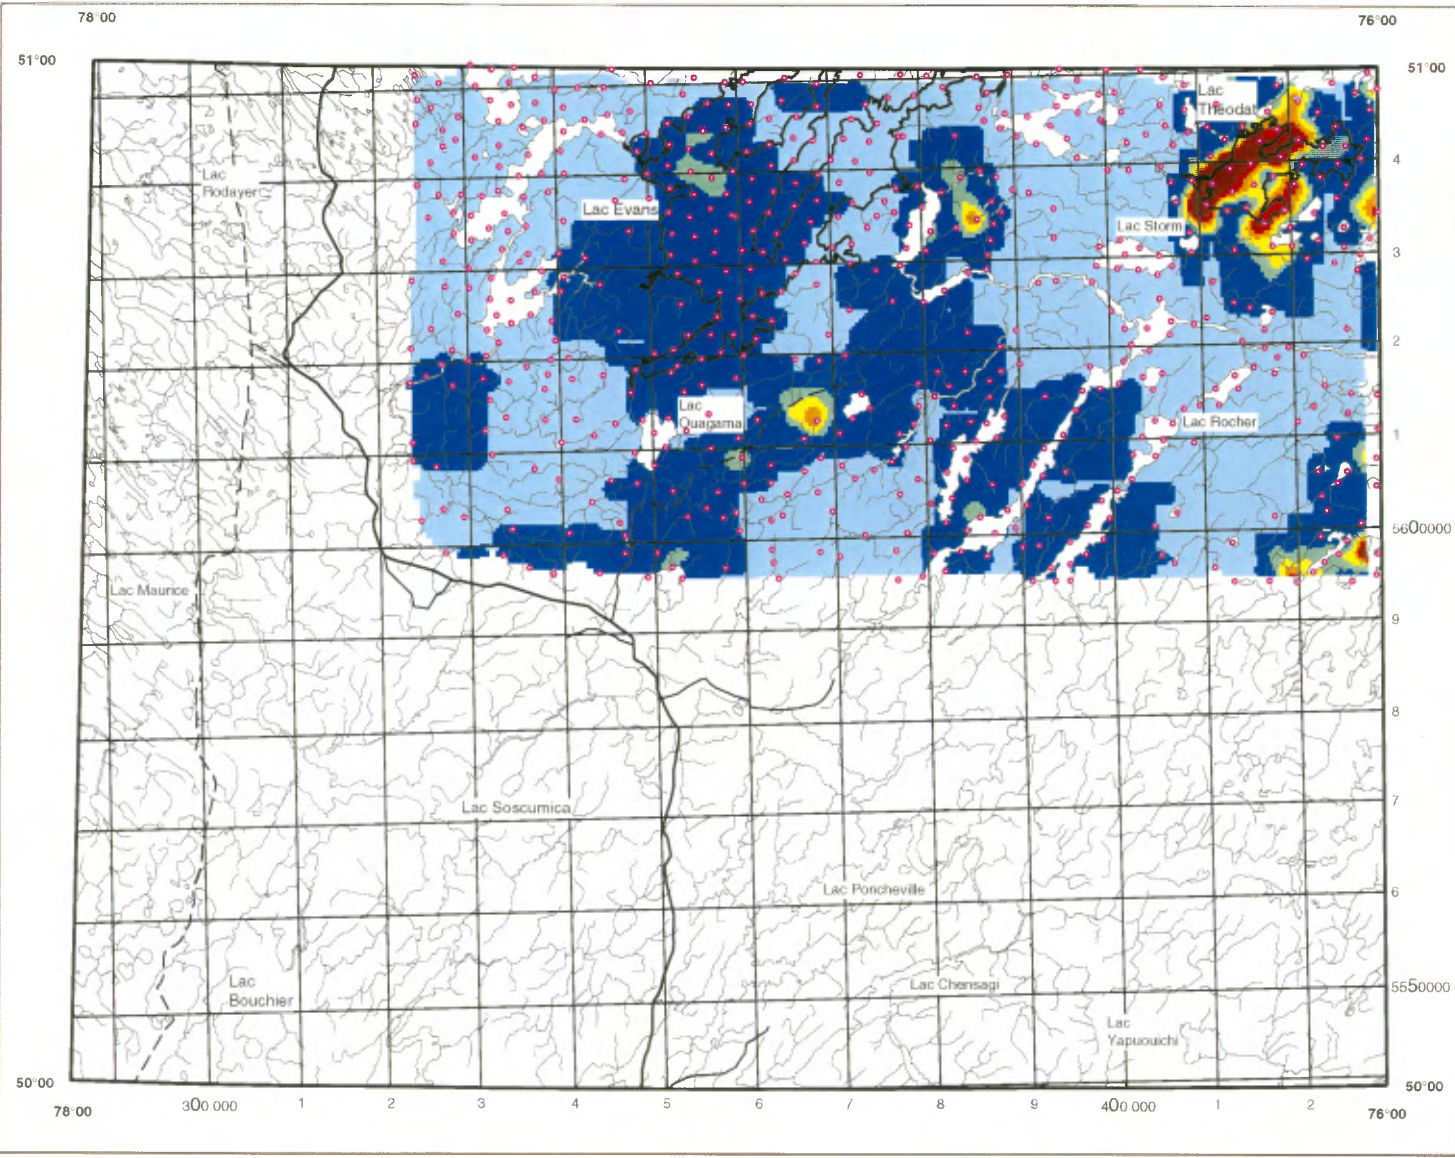 78°00
76°00
51°00
51°00
Lac
Theodat
4
Lac
Rodayer
Lac Evans
Lac Storm
3
2
Lac
Ouagama
Lac Rocher
1
5600000
Lac Maurice
9
8
Lac Soscumica
7
Lac Poncheville
6
Lac
Bouchier
Lac Chensagi
5550000
Lac
Yapuouichi
50°00
50°00
78°00
300 000
1
2
3
4
5
6
7
8
9
400 000
1
2
76°00